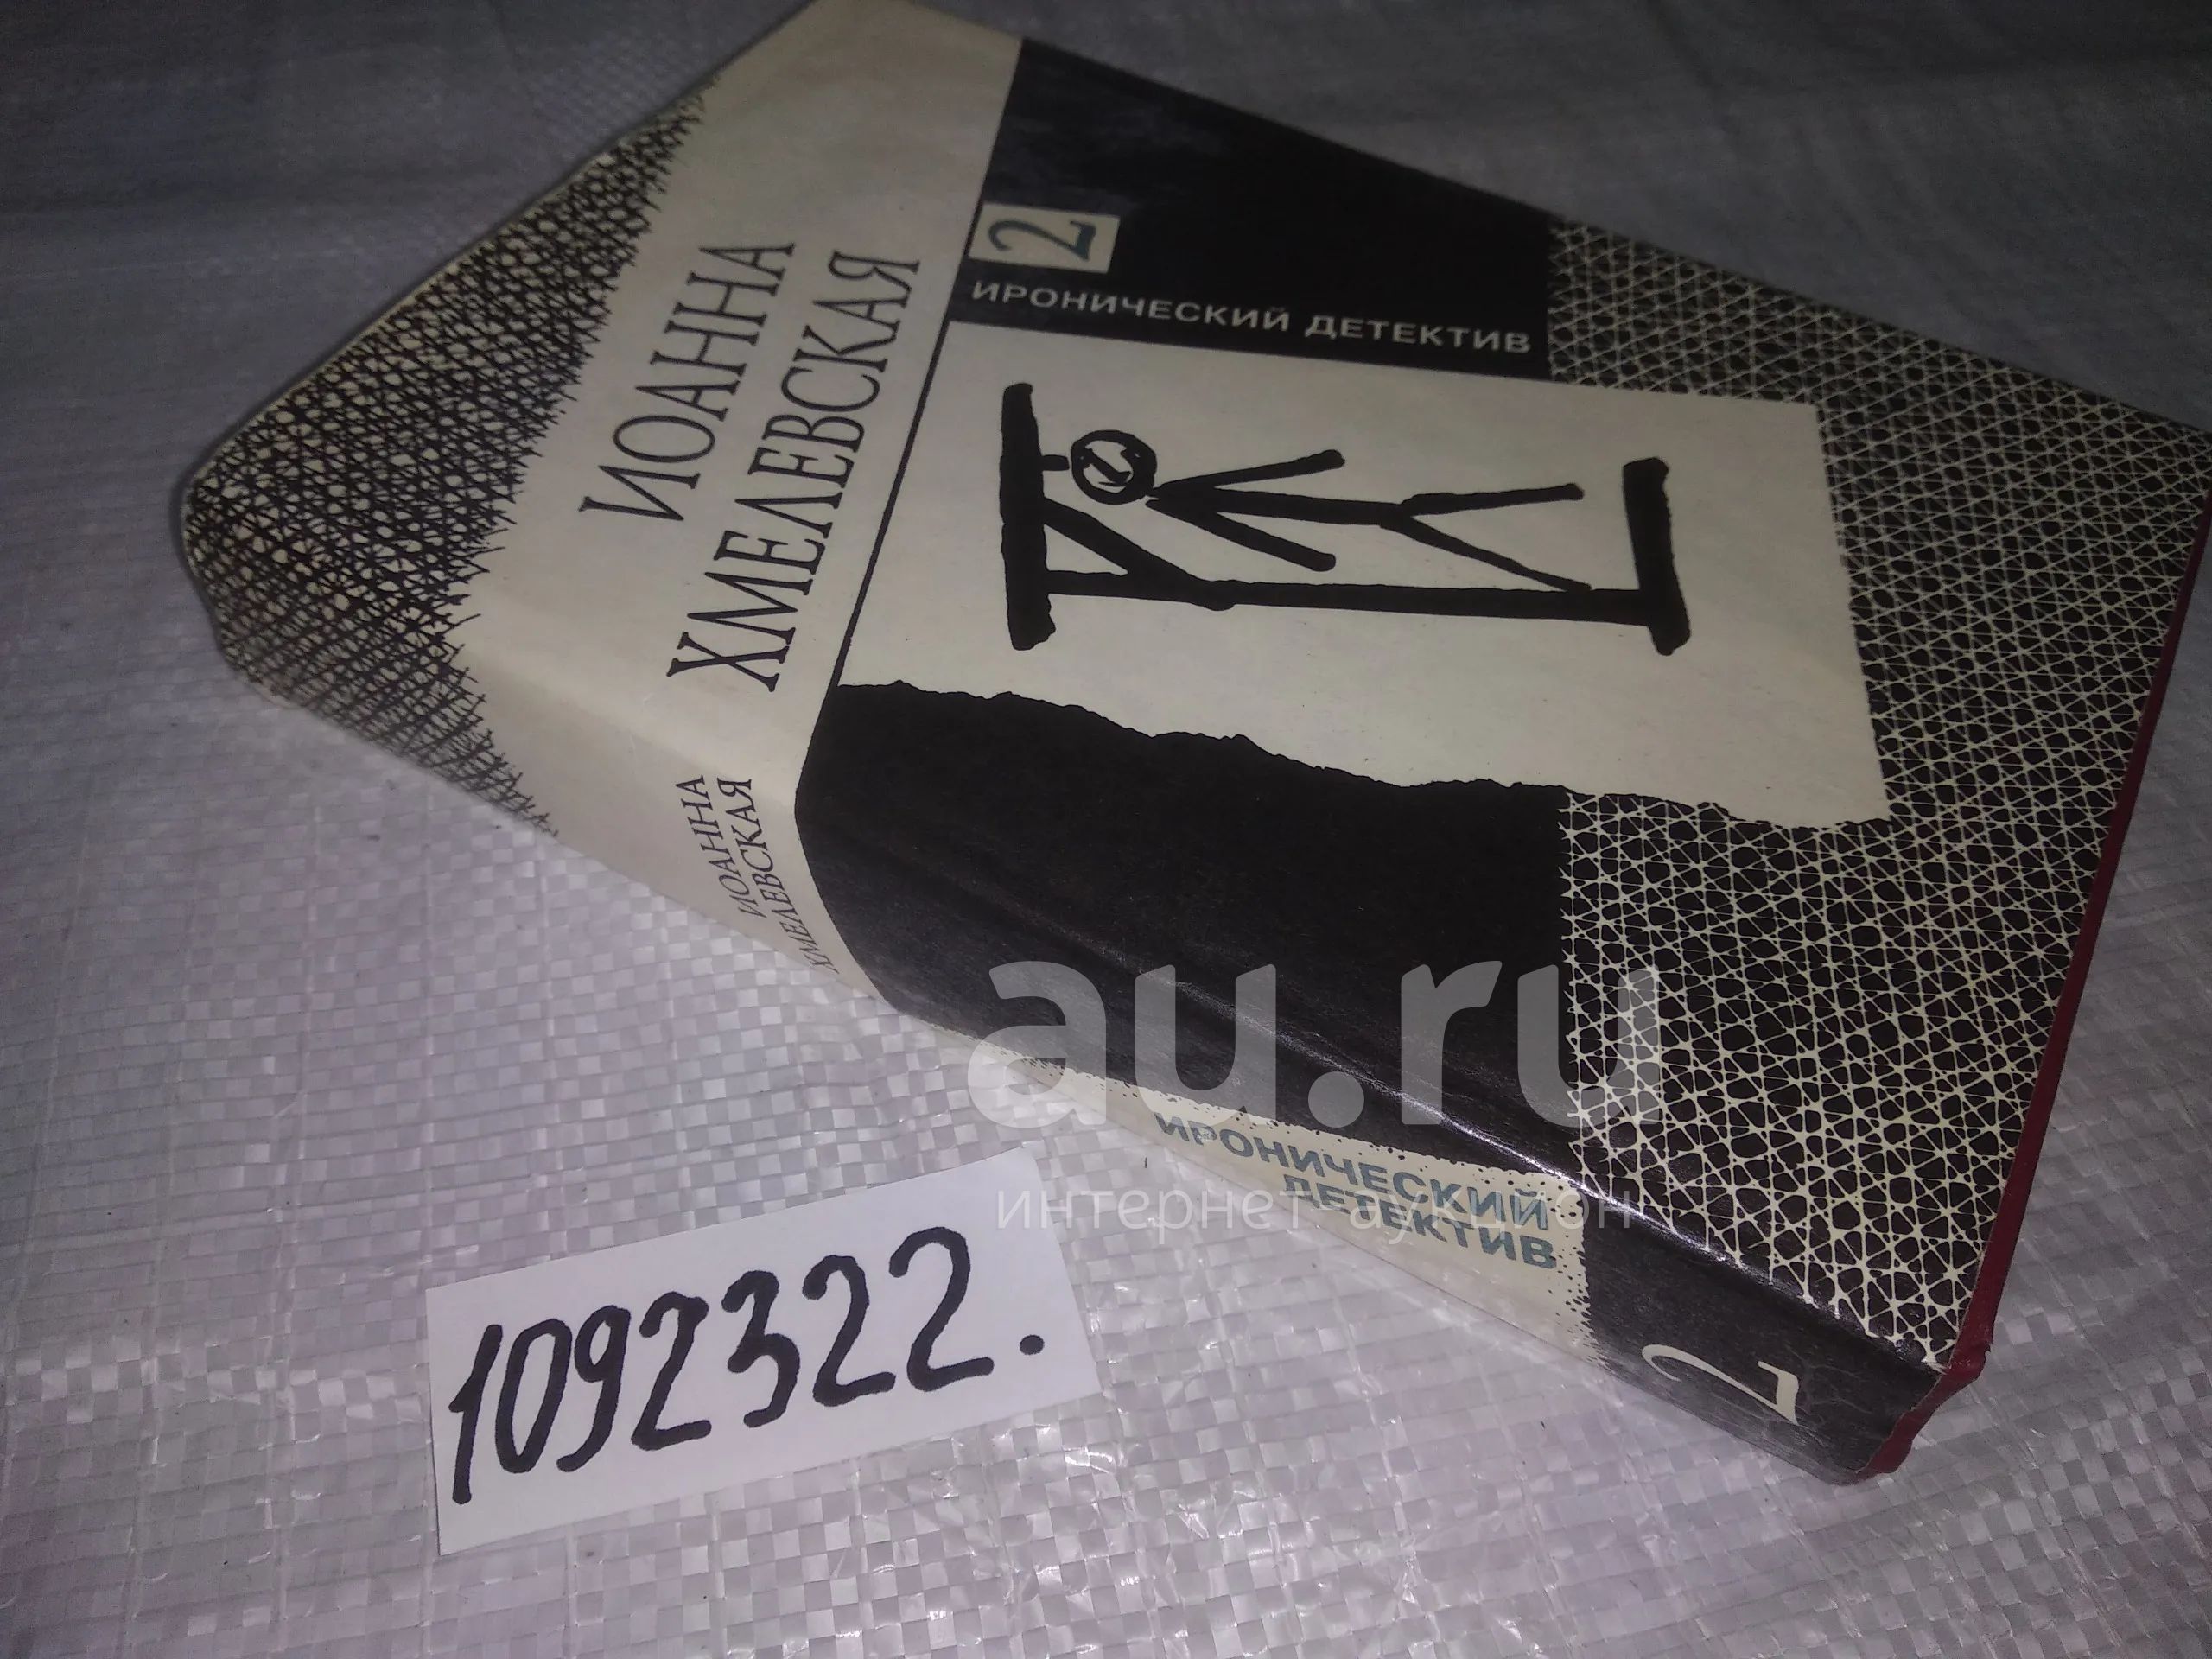 ИОАННА
ХМЕЛЕВСКАЯ
2
ИРОНИЧЕСКИЙ ДЕТЕКТИВ
ИОАННА
ХМЕЛЕВСКАЯ
ИРОНИЧЕСКИЙ
ДЕТЕКТИВ
2
au.ru
интернет-аукцион
1092322.